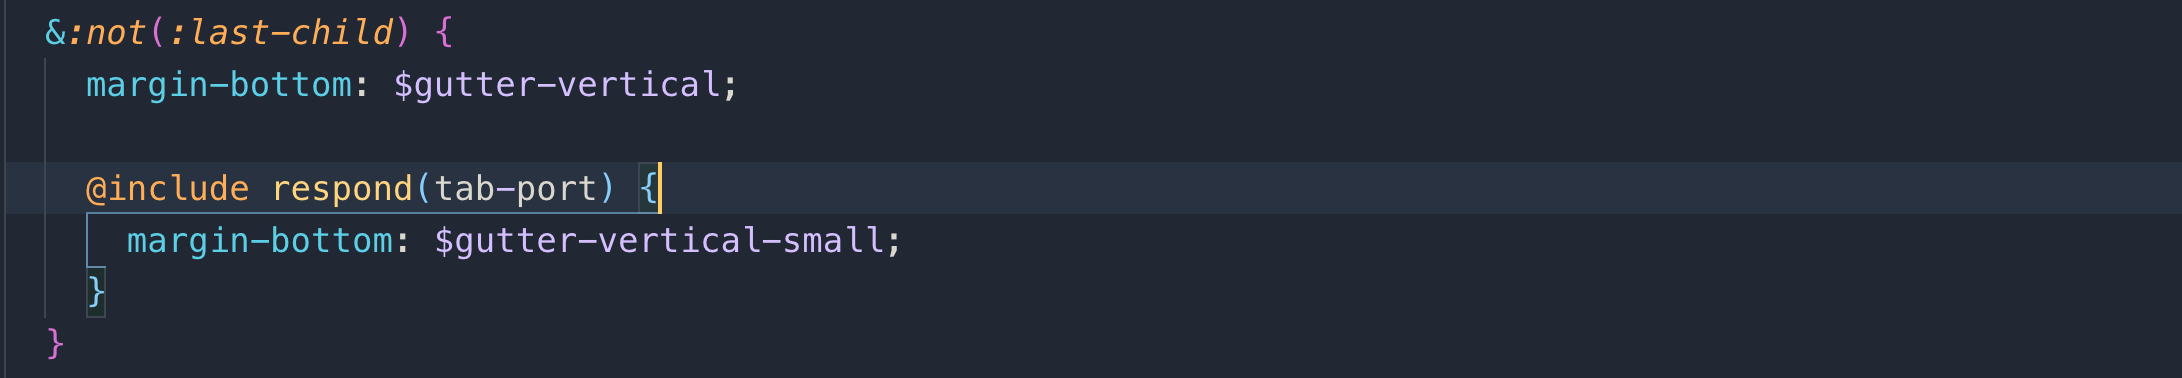 &:not(:last-child) {
margin-bottom: $gutter-vertical;
@include respond(tab-port) {
margin-bottom: $gutter-vertical-small;
}
}